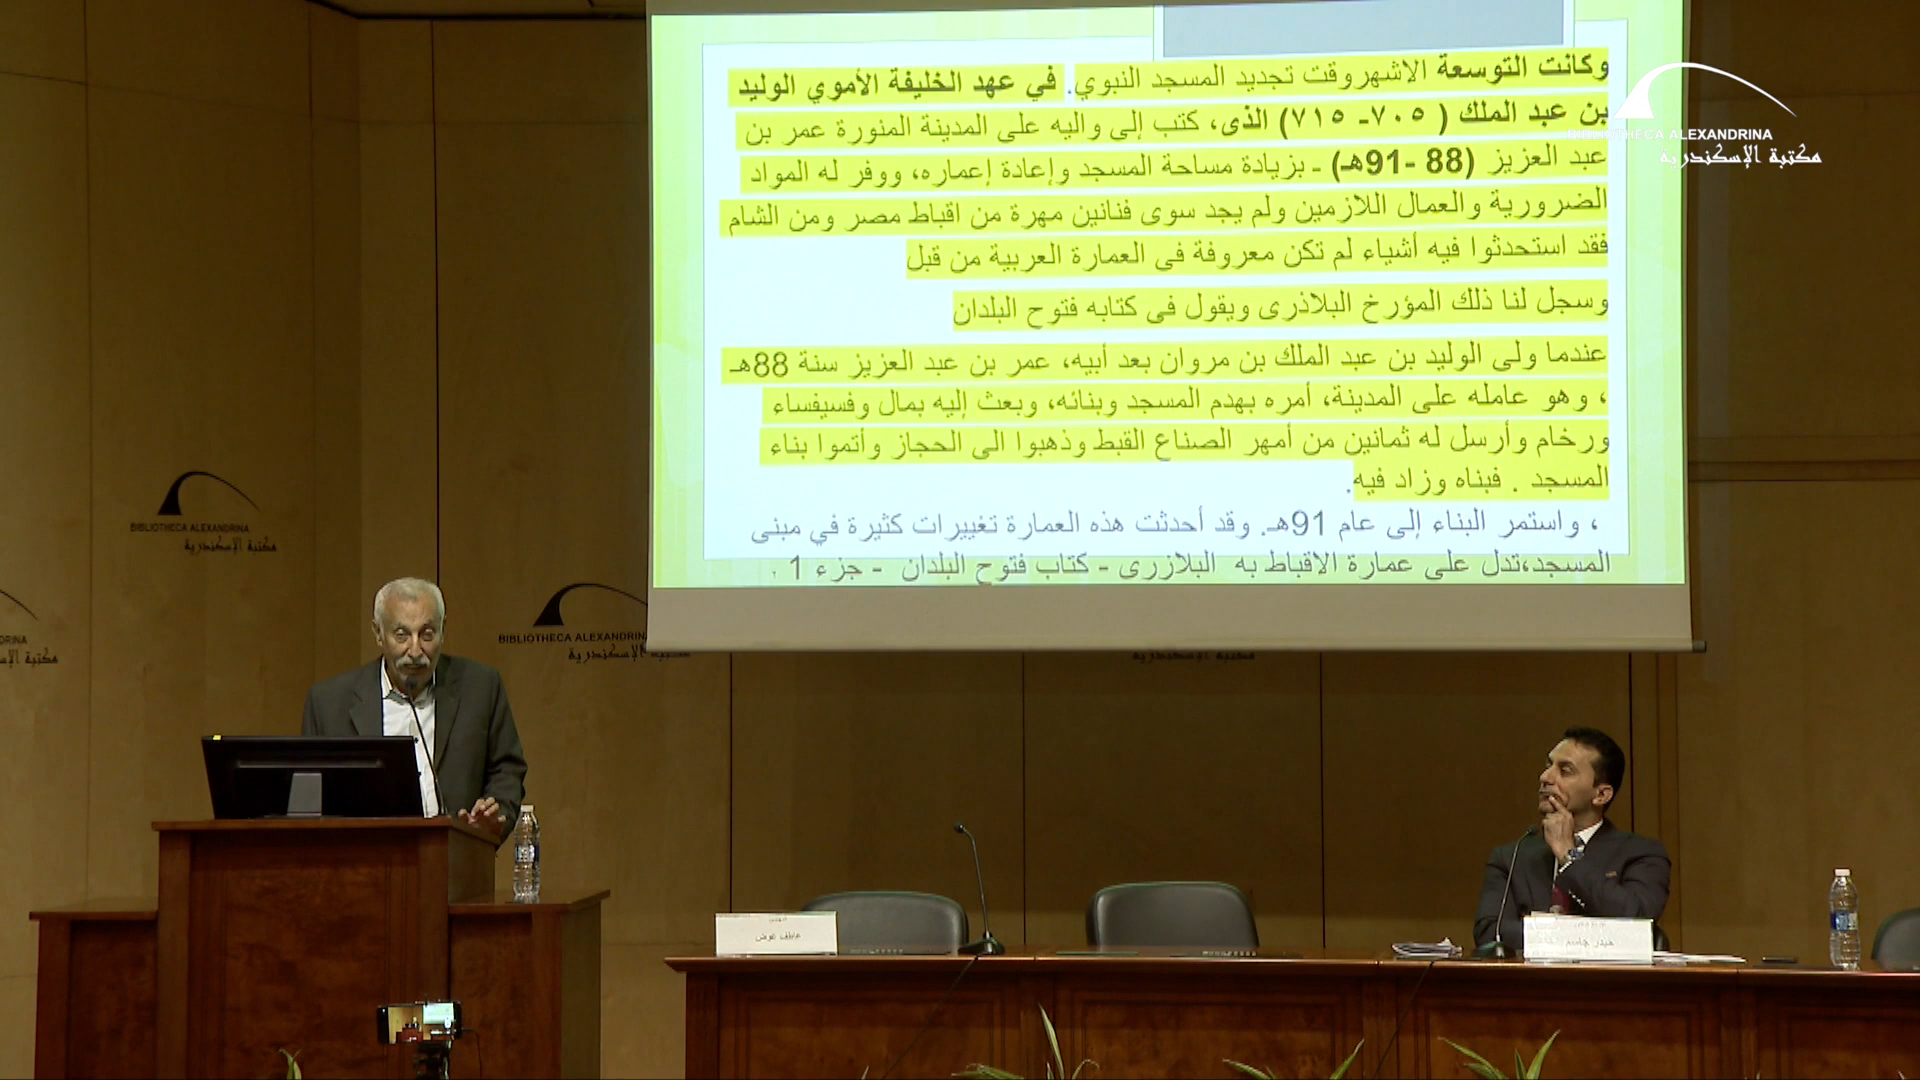 وكانت التوسعة الاشهروقت تجديد المسجد النبوي. في عهد الخليفة الأموي الوليد
بن عبد الملك ( ٧٠٥- ٧١٥) الذى، كتب إلى واليه على المدينة المنورة عمر بن
عبد العزيز (88 -91هـ) - بزيادة مساحة المسجد وإعادة إعماره، ووفر له المواد
الضرورية والعمال اللازمين ولم يجد سوى فنانين مهرة من اقباط مصر ومن الشام
فقد استحدثوا فيه أشياء لم تكن معروفة فى العمارة العربية من قبل
وسجل لنا ذلك المؤرخ البلاذرى ويقول فى كتابه فتوح البلدان
عندما ولى الوليد بن عبد الملك بن مروان بعد أبيه، عمر بن عبد العزيز سنة 88هـ
، وهو عامله على المدينة، أمره بهدم المسجد وبنائه، وبعث إليه بمال وفسيفساء
ورخام وأرسل له ثمانين من أمهر الصناع القبط وذهبوا الى الحجاز وأتموا بناء
المسجد . فبناه وزاد فيه.
، واستمر البناء إلى عام 91هـ. وقد أحدثت هذه العمارة تغييرات كثيرة في مبنى
المسجد،تدل على عمارة الاقباط به البلازرى - كتاب فتوح البلدان - جزء 1 .
BIBLIOTHECA ALEXANDRINA
مكتبة الإسكندرية
BIBLIOTHECA ALEXANDRINA
مكتبة الإسكندرية
BIBLIOTHECA ALEXANDRIN
مكتبة الإسكندرية
DRINA
مكتبة الإسكندرية
عاطف عوض